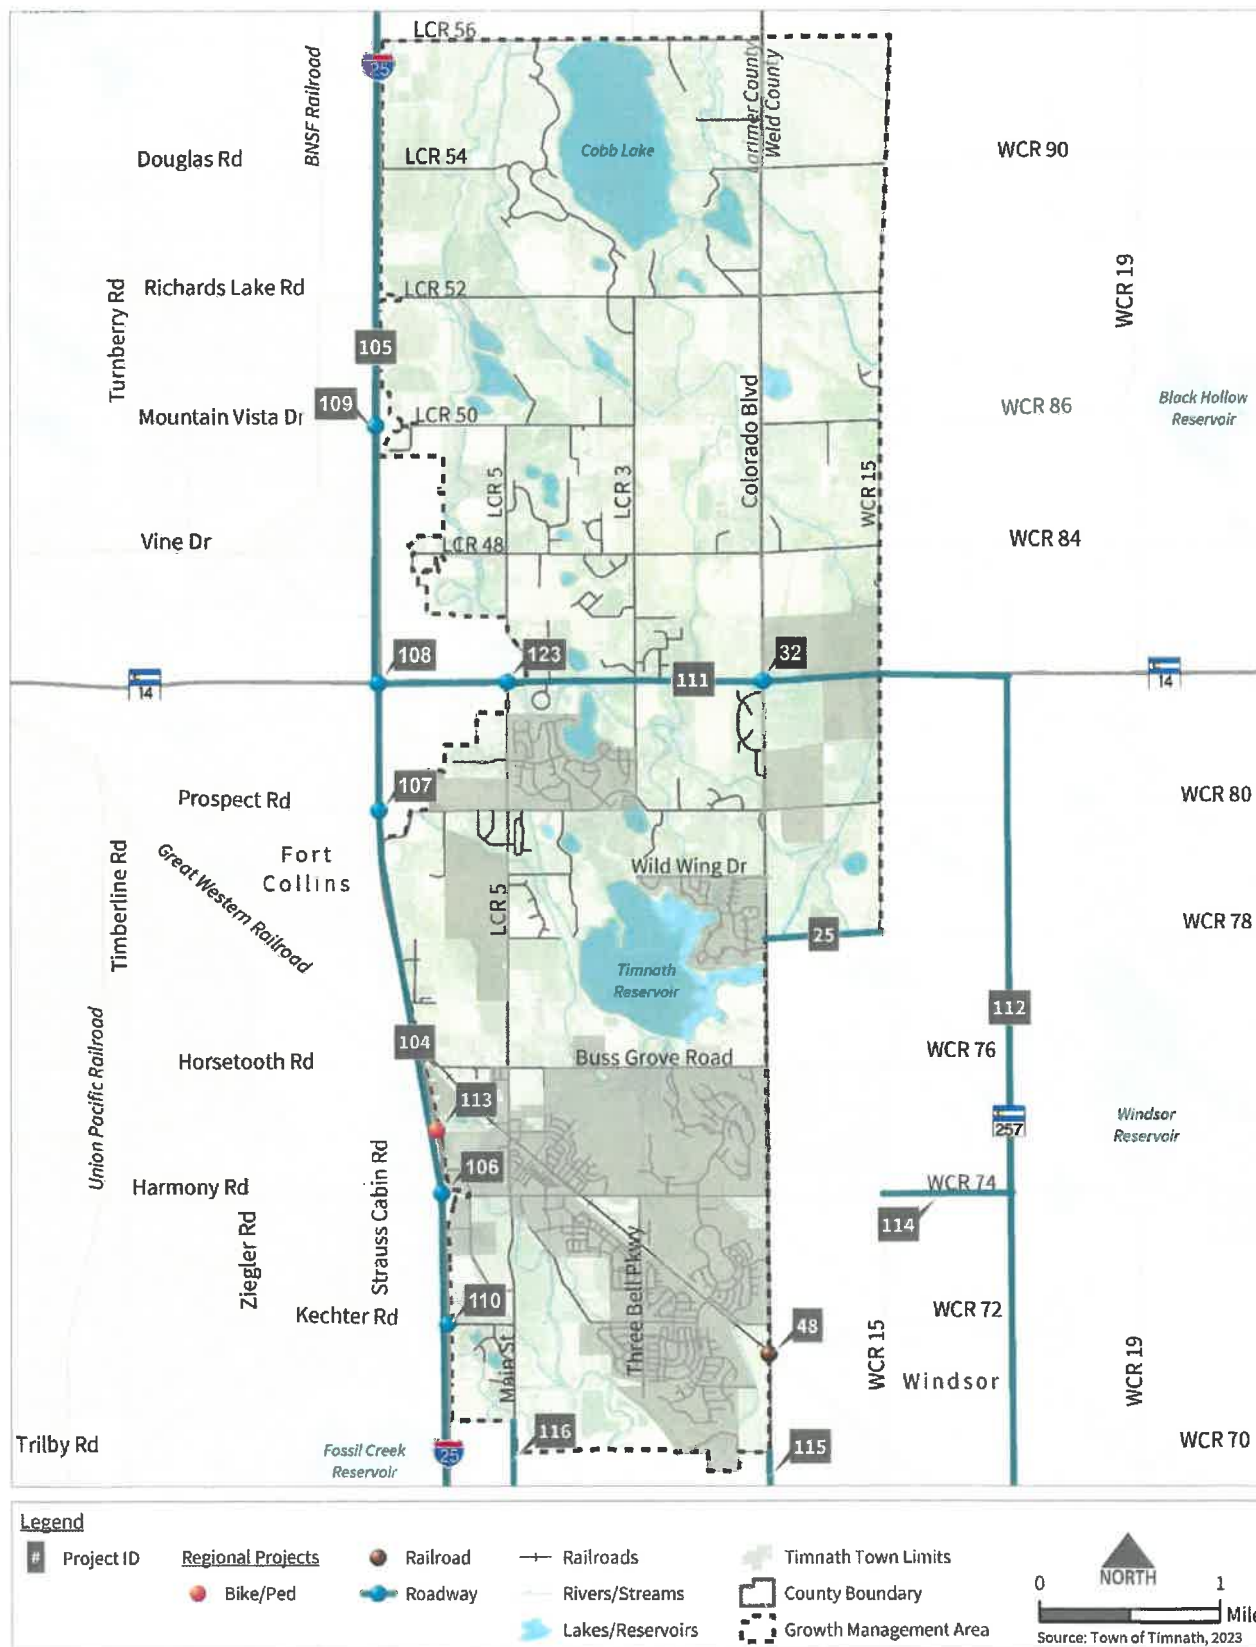 LCR 56
25
BNSF Railroad
Larimer County
Weld County
Douglas Rd
LCR 54
Cobb Lake
WCR 90
Turnberry Rd
Richards Lake Rd
LCR 52
WCR 19
105
109
Mountain Vista Dr
LCR 50
Colorado Blvd
WCR 86
Black Hollow
Reservoir
LCR 5
LCR 3
WCR 15
Vine Dr
LCR 48
WCR 84
14
108
123
111
32
14
107
Prospect Rd
WCR 80
Timberline Rd
Great Western Railroad
Fort
Collins
Wild Wing Dr
LCR 5
25
WCR 78
Timnath
Reservoir
Union Pacific Railroad
104
112
Horsetooth Rd
Buss Grove Road
WCR 76
113
257
Windsor
Reservoir
Strauss Cabin Rd
106
Harmony Rd
WCR 74
114
Ziegler Rd
Three Bell Pkwy
Kechter Rd
110
48
WCR 72
Main St
WCR 15
Windsor
WCR 19
Trilby Rd
Fossil Creek
Reservoir
25
116
115
WCR 70
Legend
# Project ID
Regional Projects
Bike/Ped
Railroad
Roadway
Railroads
Rivers/Streams
Lakes/Reservoirs
Timnath Town Limits
County Boundary
Growth Management Area
NORTH
0 1
Mile
Source: Town of Timnath, 2023